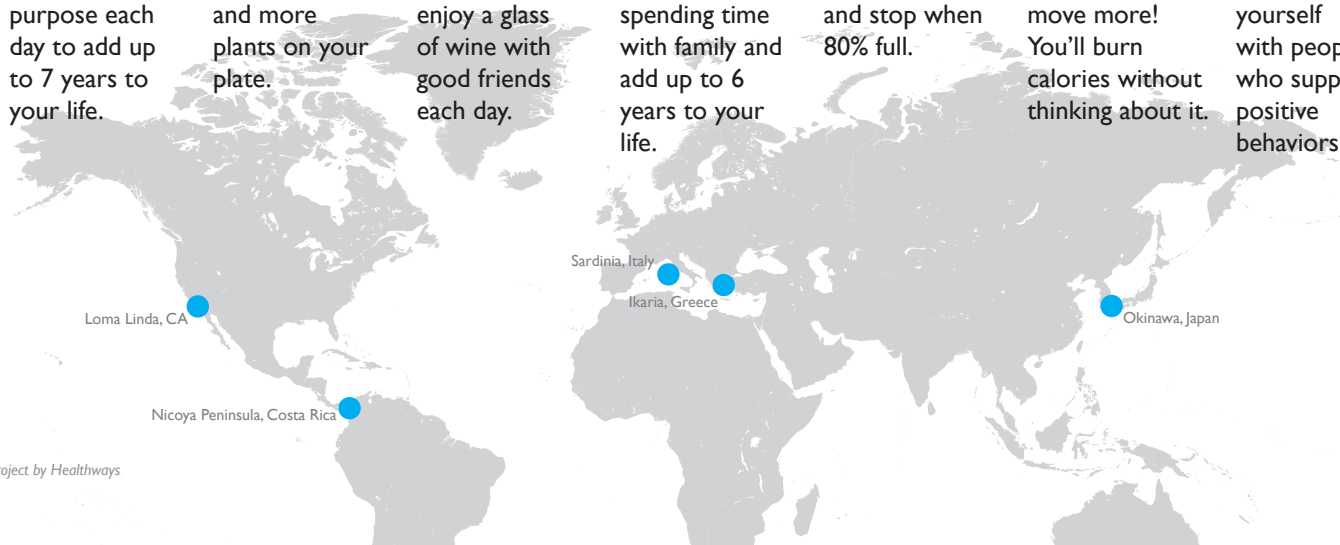 purpose each
day to add up
to 7 years to
your life.
and more
plants on your
plate.
enjoy a glass
of wine with
good friends
each day.
spending time
with family and
add up to 6
years to your
life.
and stop when
80% full.
move more!
You'll burn
calories without
thinking about it.
yourself
with
who
positive
behaviors
Sardinia, Italy
Ikaria, Greece
Loma Linda, CA
Okinawa, Japan
Nicoya Peninsula, Costa Rica
by Healthways